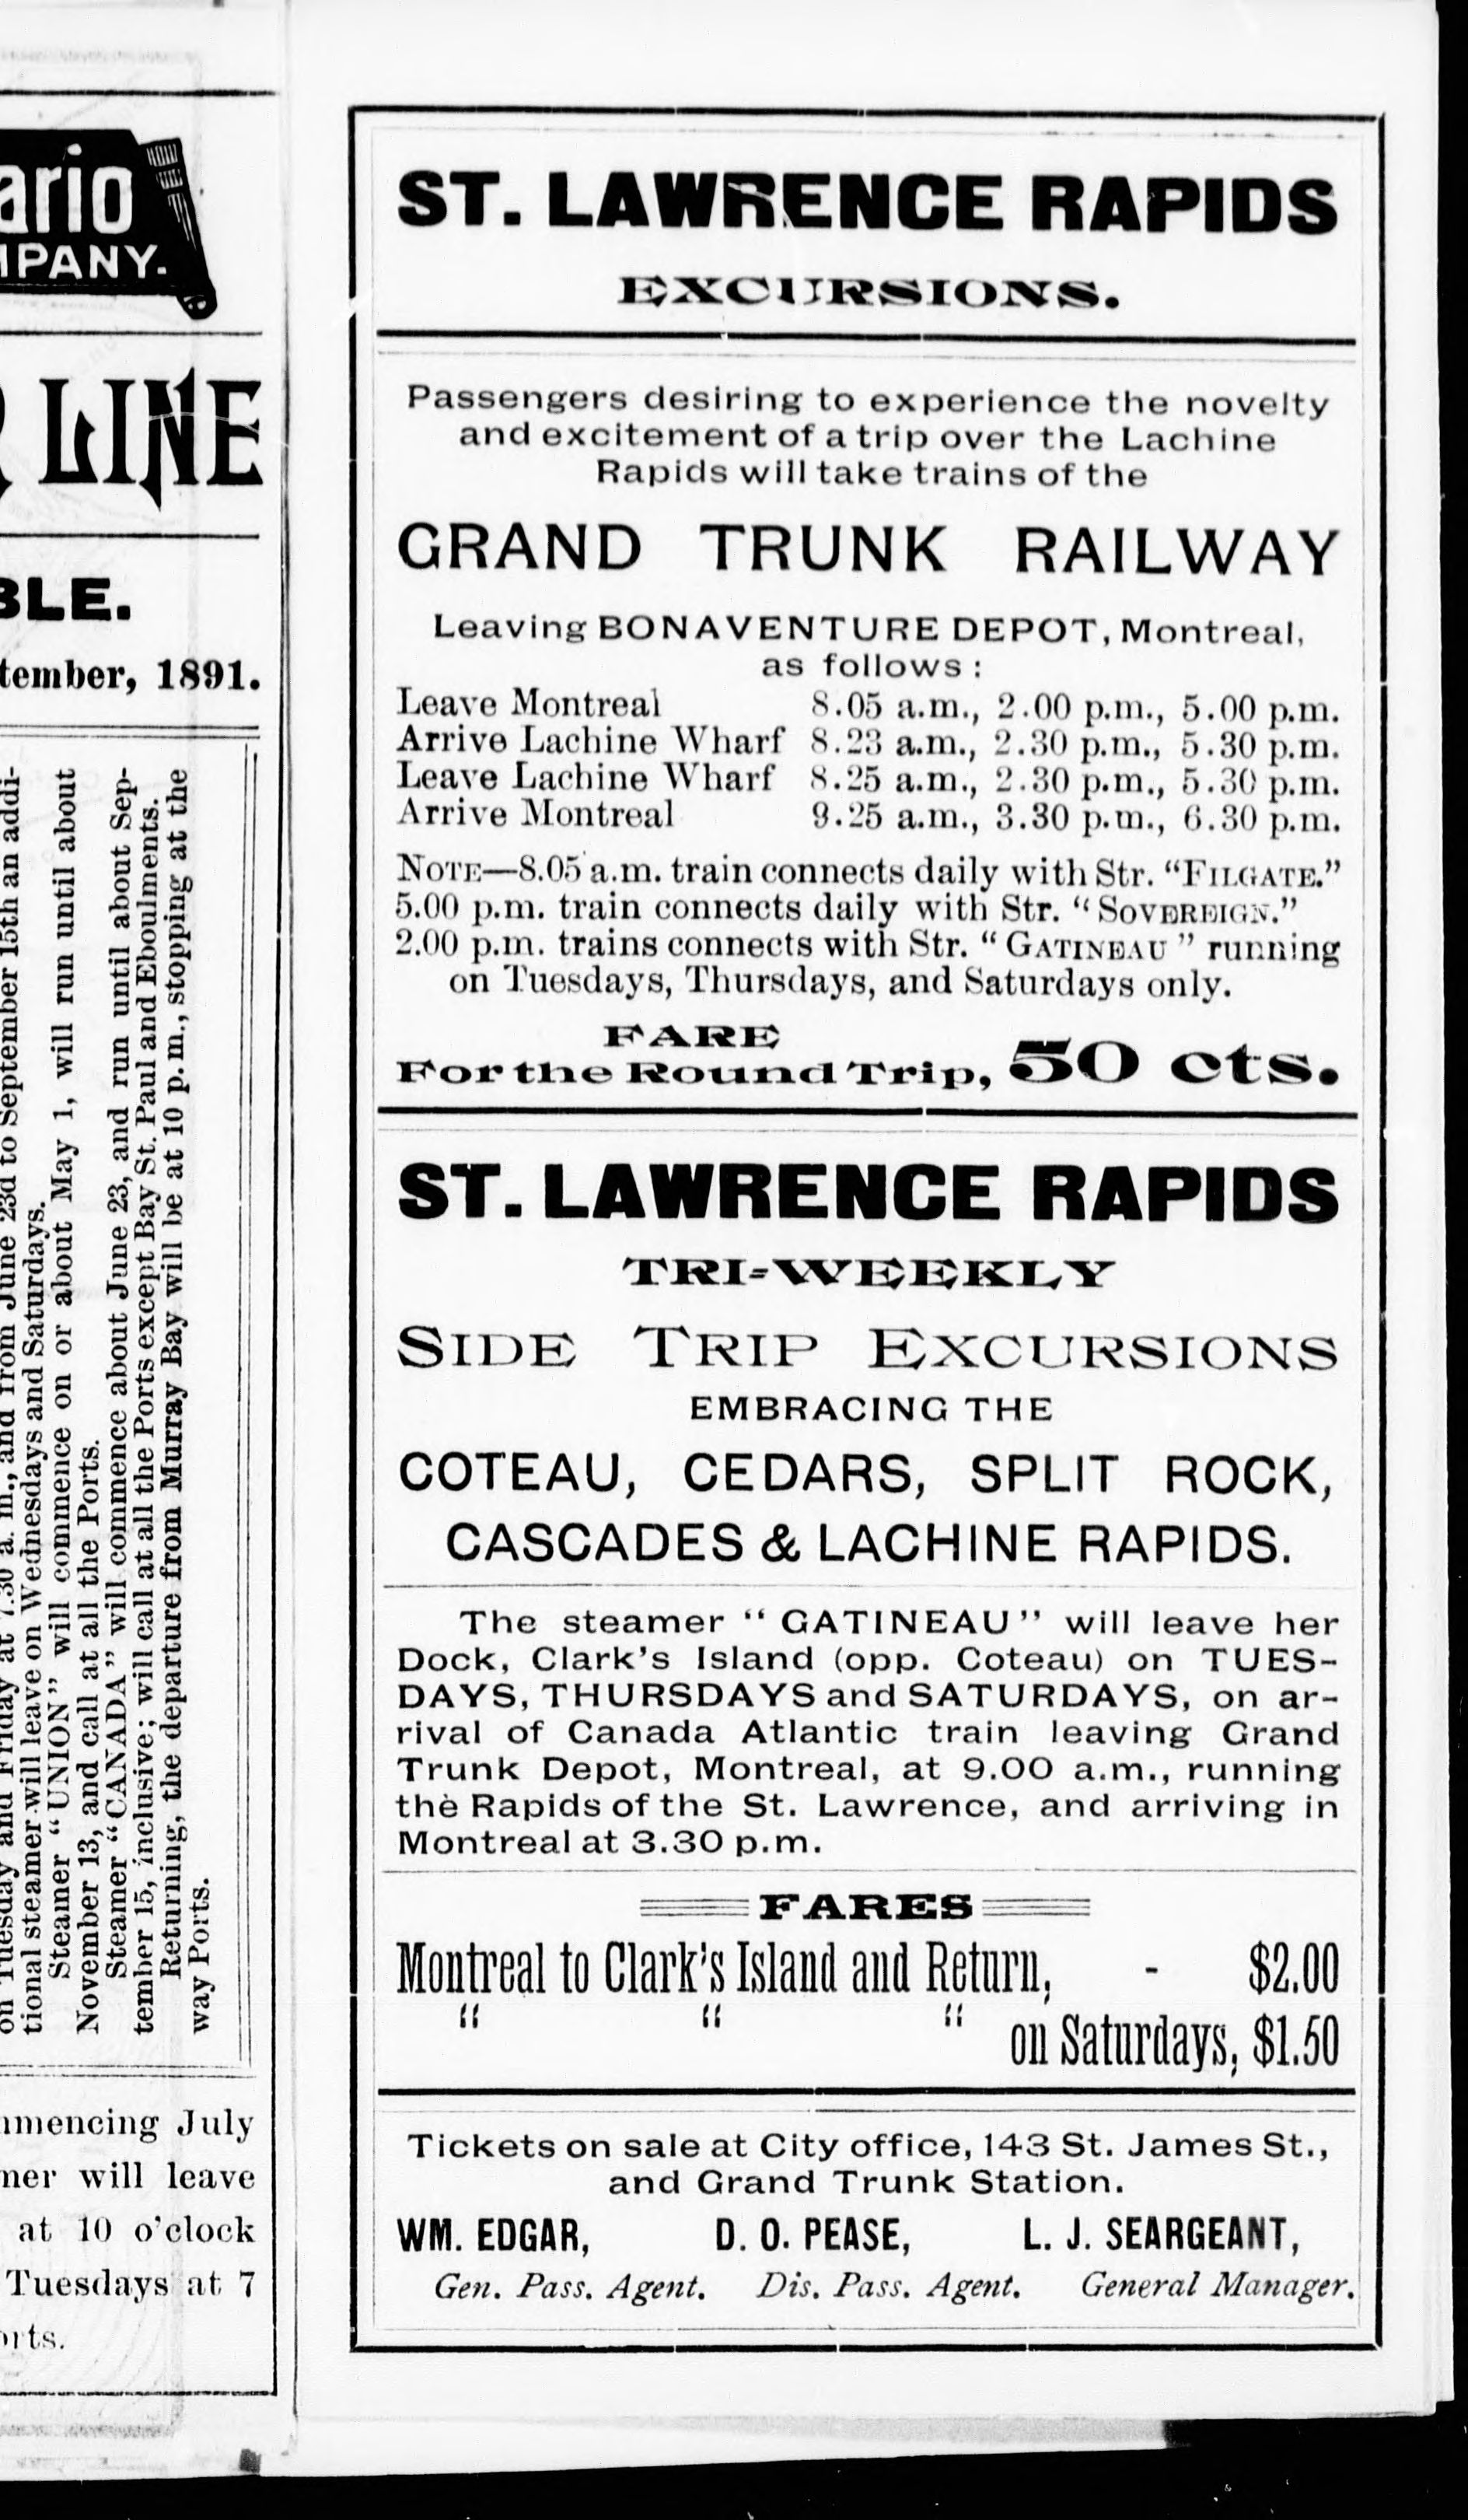 ario
MPANY.
LINE
BLE.
tember, 1891.
on Tuesday and Friday at 7.30 a. m., and from June 23d to September 15th an addi-
tional steamer will leave on Wednesdays and Saturdays.
Steamer “UNION” will commence on or about May 1, will run until about
November 13, and call at all the Ports.
Steamer “CANADA” will commence about June 23, and run until about Sep-
tember 15, inclusive; will call at all the Ports except Bay St. Paul and Eboulments.
Returning, the departure from Murray Bay will be at 10 p.m., stopping at the
way Ports.
mmencing July
mer will leave
at 10 o’clock
Tuesdays at 7
orts.
ST. LAWRENCE RAPIDS
EXCURSIONS.
Passengers desiring to experience the novelty
and excitement of a trip over the Lachine
Rapids will take trains of the
GRAND TRUNK RAILWAY
Leaving BONAVENTURE DEPOT, Montreal,
as follows :
Leave Montreal 8.05 a.m., 2.00 p.m., 5.00 p.m.
Arrive Lachine Wharf 8.23 a.m., 2.30 p.m., 5.30 p.m.
Leave Lachine Wharf 8.25 a.m., 2.30 p.m., 5.30 p.m.
Arrive Montreal 9.25 a.m., 3.30 p.m., 6.30 p.m.
NOTE—8.05 a.m. train connects daily with Str. “FILGATE.”
5.00 p.m. train connects daily with Str. “SOVEREIGN.”
2.00 p.m. trains connects with Str. “GATINEAU” running
on Tuesdays, Thursdays, and Saturdays only.
FARE
For the Round Trip, 50 cts.
ST. LAWRENCE RAPIDS
TRI-WEEKLY
SIDE TRIP EXCURSIONS
EMBRACING THE
COTEAU, CEDARS, SPLIT ROCK,
CASCADES & LACHINE RAPIDS.
The steamer “GATINEAU” will leave her
Dock, Clark’s Island (opp. Coteau) on TUES-
DAYS, THURSDAYS and SATURDAYS, on ar-
rival of Canada Atlantic train leaving Grand
Trunk Depot, Montreal, at 9.00 a.m., running
the Rapids of the St. Lawrence, and arriving in
Montreal at 3.30 p.m.
FARES
Montreal to Clark’s Island and Return, - $2.00
“ “ “ on Saturdays, $1.50
Tickets on sale at City office, 143 St. James St.,
and Grand Trunk Station.
WM. EDGAR, D. O. PEASE, L. J. SEARGEANT,
Gen. Pass. Agent. Dis. Pass. Agent. General Manager.